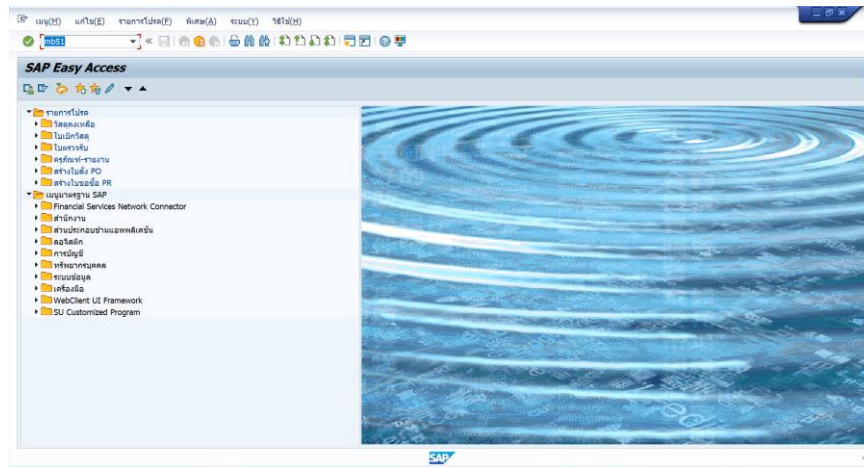 เมนู(M) แก้ไข(E) รายการโปรด(F) พิเศษ(A) ระบบ(Y) วิธีใช้(H)
mb51
SAP Easy Access
รายการโปรด
วัสดุคงเหลือ
ใบเบิกวัสดุ
ใบตรวจรับ
ครุภัณฑ์-รายงาน
สร้างใบสั่ง PO
สร้างใบขอซื้อ PR
เมนูมาตรฐาน SAP
Financial Services Network Connector
สำนักงาน
ส่วนประกอบข้ามแอพพลิเคชัน
ลอจิสติก
การบัญชี
ทรัพยากรบุคคล
ระบบข้อมูล
เครื่องมือ
WebClient UI Framework
SU Customized Program
SAP